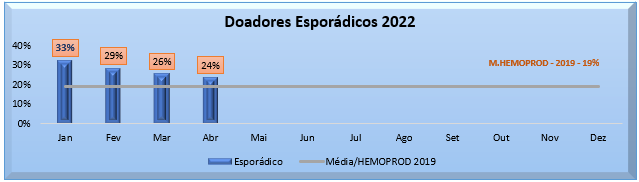 Doadores Esporádicos 2022
40%
30%
20%
10%
0%
33%
29%
26%
24%
M.HEMOPROD - 2019 - 19%
Jan Fev Mar Abr Mai Jun Jul Ago Set Out Nov Dez
Esporádico Média/HEMOPROD 2019